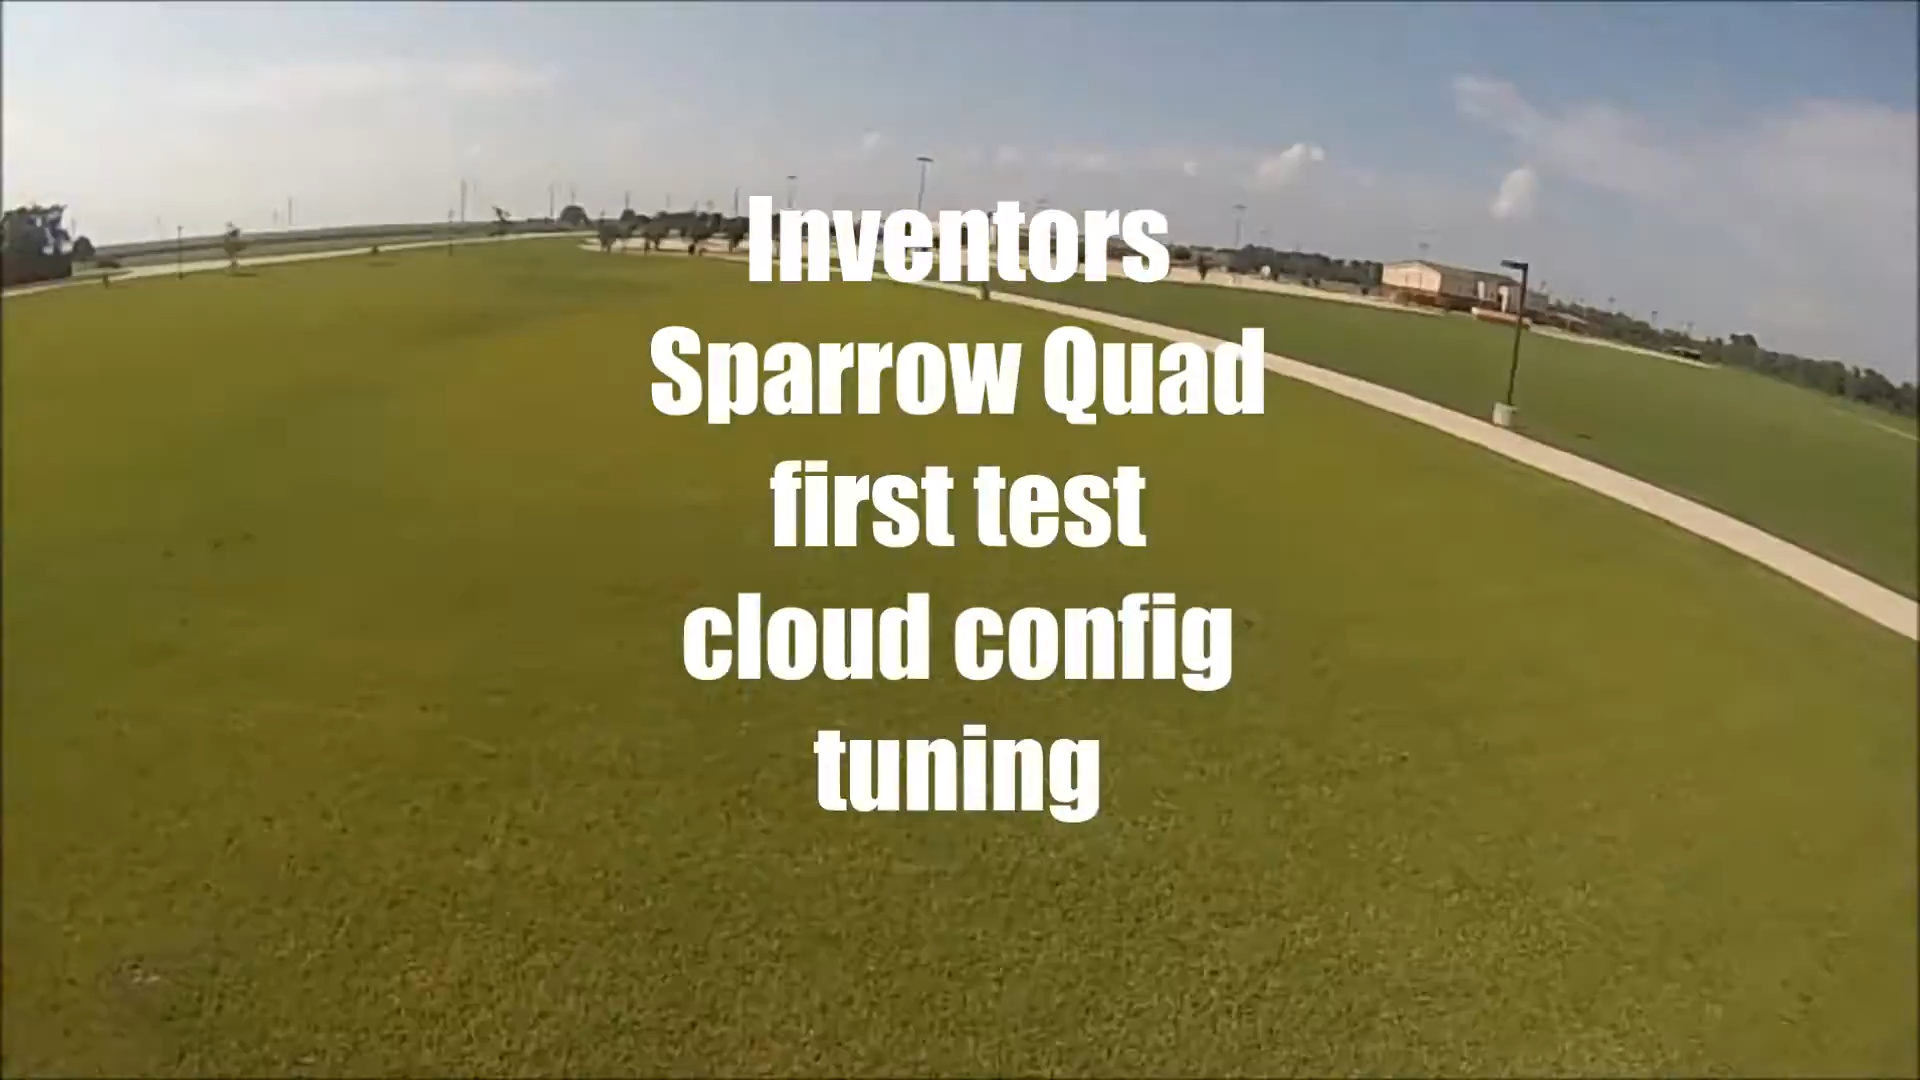 Inventors
Sparrow Quad
first test
cloud config
tuning